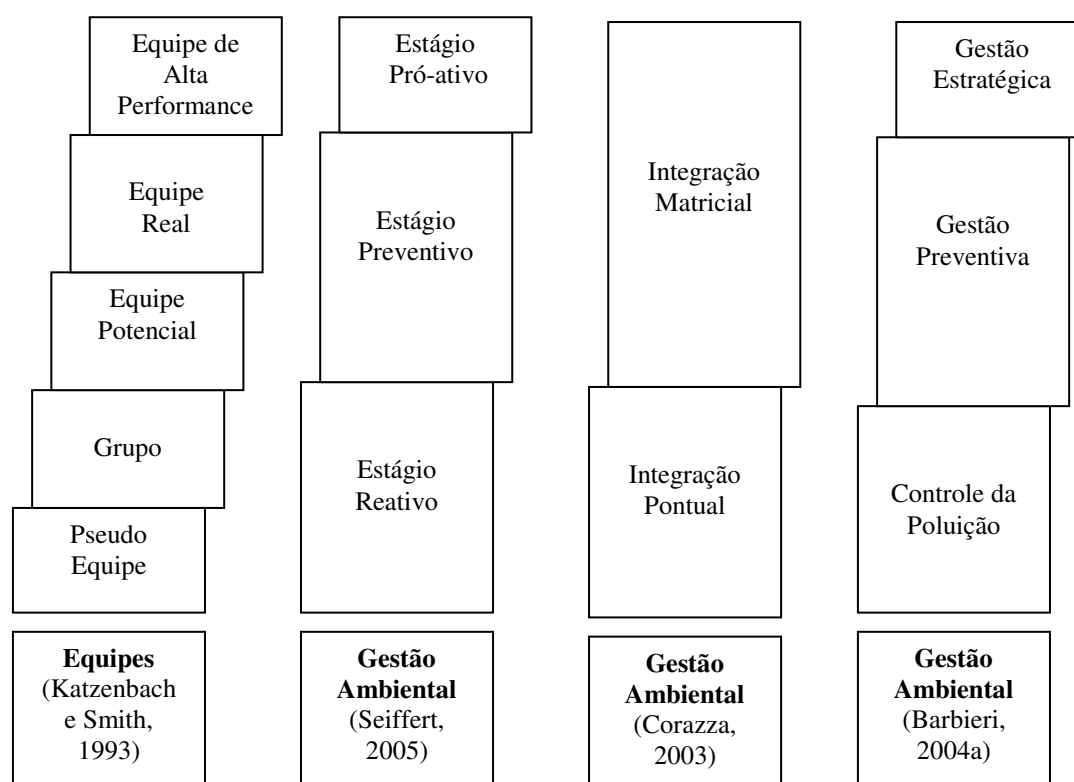 Equipe de
Alta
Performance
Equipe
Real
Equipe
Potencial
Grupo
Pseudo
Equipe
Equipes
(Katzenbach
e Smith,
1993)
Estágio
Pró-ativo
Estágio
Preventivo
Estágio
Reativo
Gestão
Ambiental
(Seiffert,
2005)
Integração
Matricial
Integração
Pontual
Gestão
Ambiental
(Corazza,
2003)
Gestão
Estratégica
Gestão
Preventiva
Controle da
Poluição
Gestão
Ambiental
(Barbieri,
2004a)